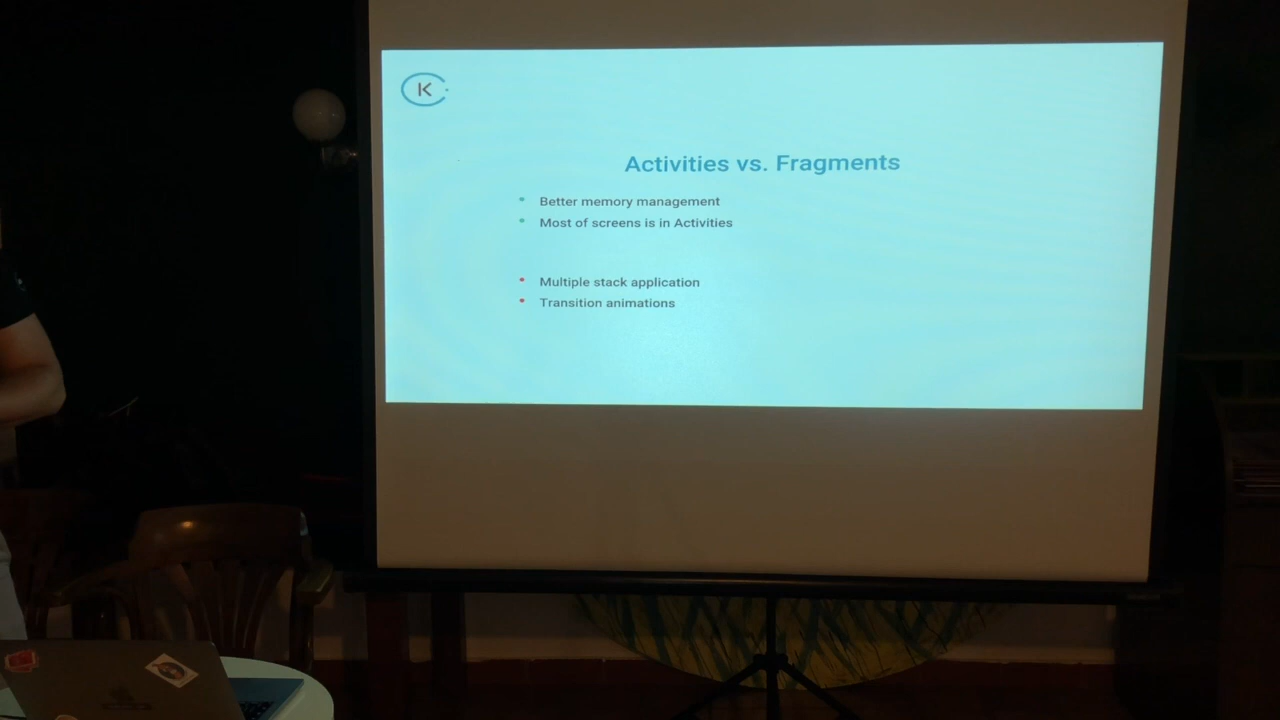 K
Activities vs. Fragments
Better memory management
Most of screens is in Activities
Multiple stack application
Transition animations